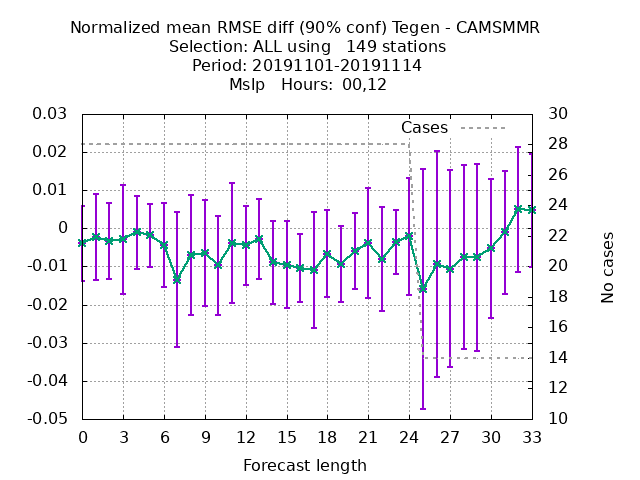 Normalized mean RMSE diff (90% conf) Tegen - CAMSMMR
Selection: ALL using   149 stations
Period: 20191101-20191114
Mslp   Hours: 00,12
Cases
0.03
0.02
0.01
0
-0.01
-0.02
-0.03
-0.04
-0.05
30
28
26
24
22
20
18
16
14
12
10
No cases
0 3 6 9 12 15 18 21 24 27 30 33
Forecast length